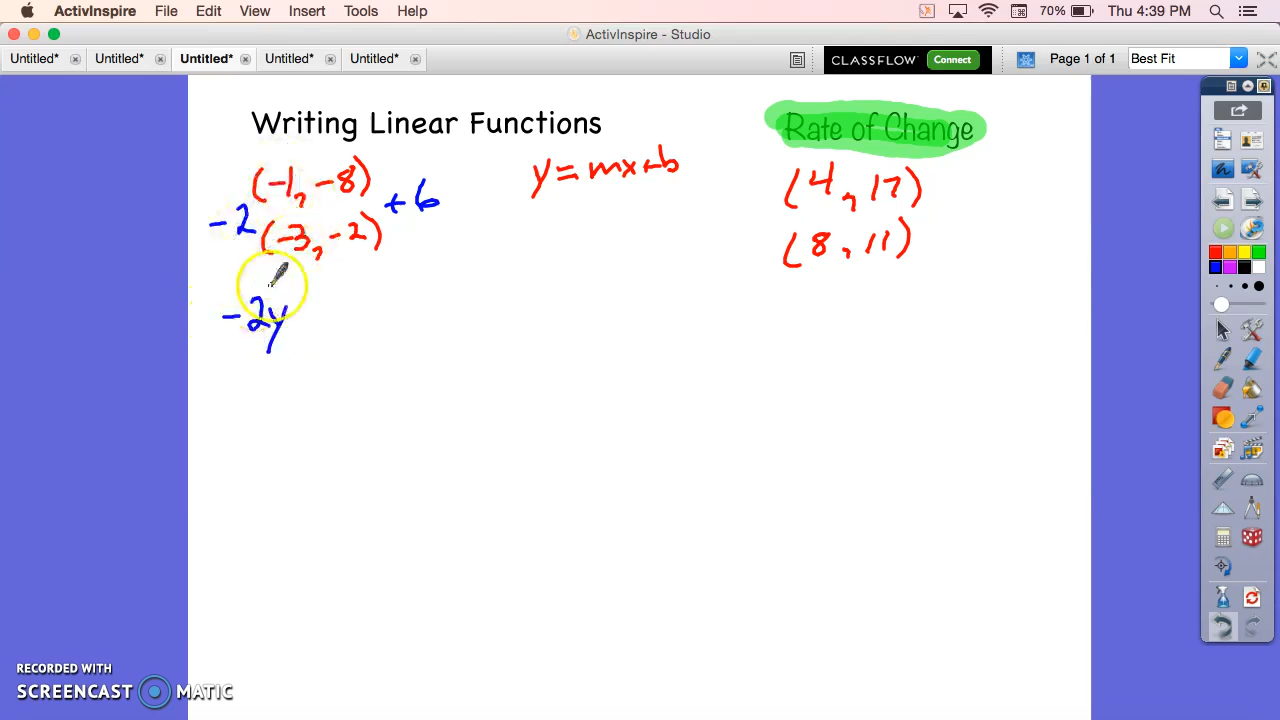 ActivInspire File Edit View Insert Tools Help 70% Thu 4:39 PM
ActivInspire - Studio
Untitled* Untitled* Untitled* Untitled* Untitled* CLASSFLOW Connect Page 1 of 1 Best Fit
Writing Linear Functions
Rate of Change
y=mx+b
(-1, -8)
+6
-2
(-3, -2)
-2y
(4, 17)
(8, 11)
RECORDED WITH
SCREENCAST MATIC